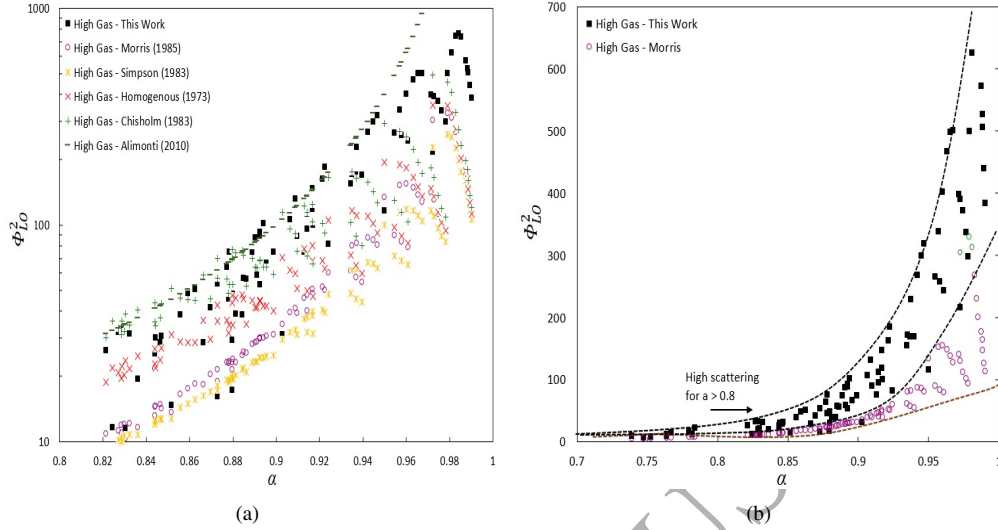 1000
100
10
Φ²LO
0.8 0.82 0.84 0.86 0.88 0.9 0.92 0.94 0.96 0.98 1
α
High Gas - This Work
High Gas - Morris (1985)
High Gas - Simpson (1983)
High Gas - Homogenous (1973)
High Gas - Chisholm (1983)
High Gas - Alimonti (2010)
(a)
700
600
500
400
300
200
100
0
Φ²LO
0.7 0.75 0.8 0.85 0.9 0.95 1
α
High Gas - This Work
High Gas - Morris
High scattering
for a > 0.8
(b)